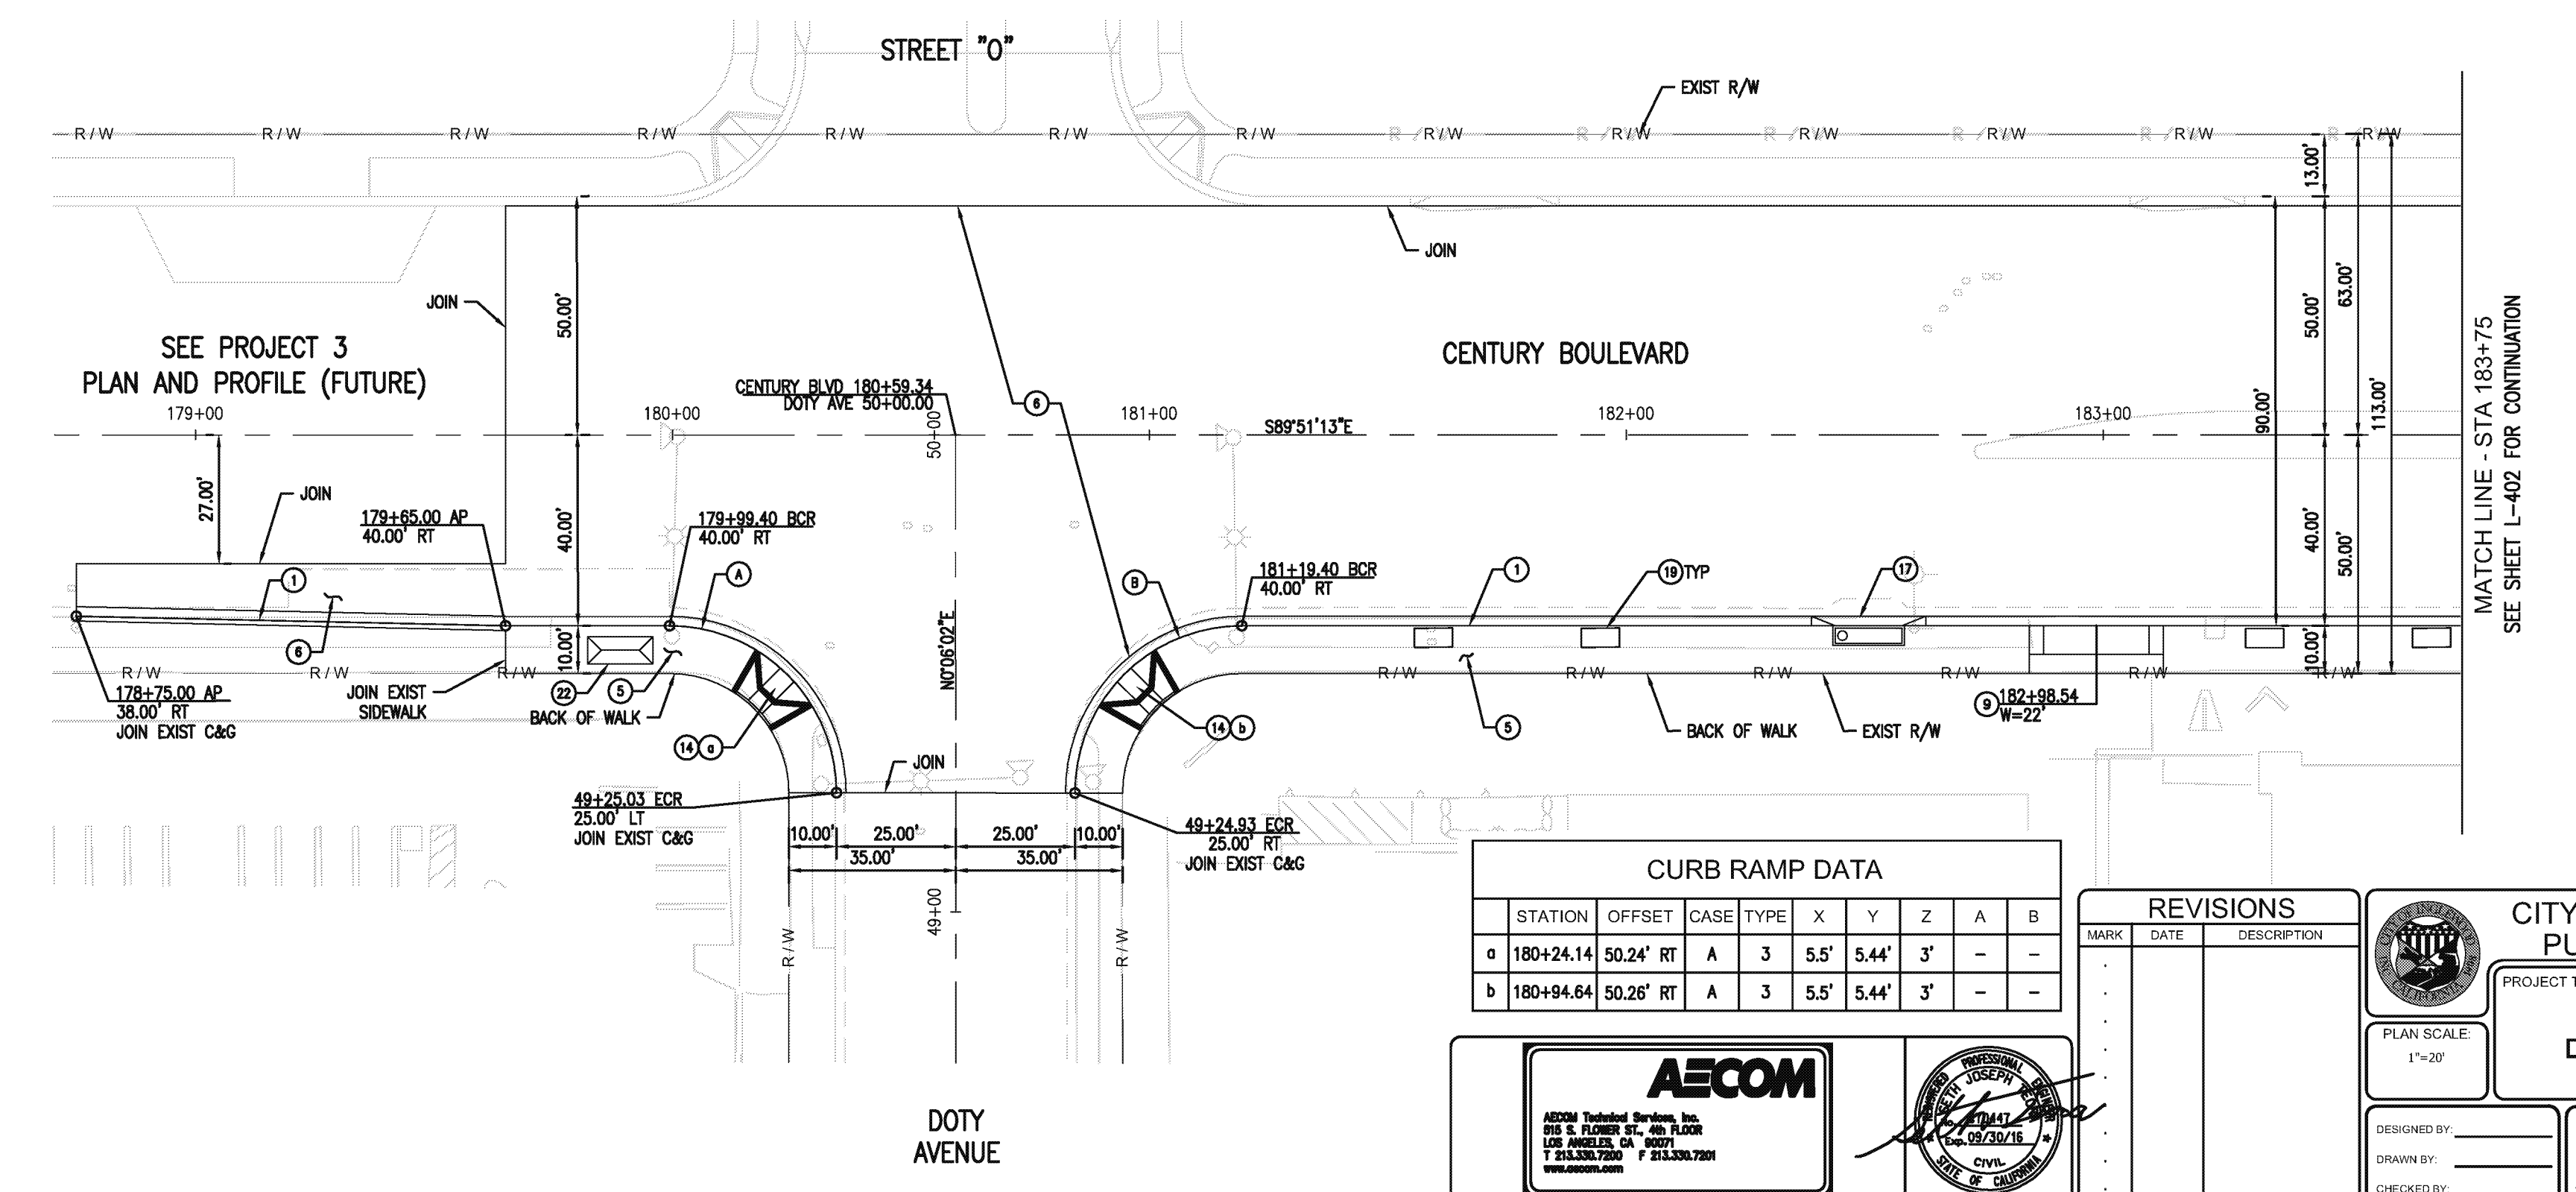 STREET "O"
EXIST R/W
R/W R/W R/W R/W R/W R/W R/W R/W R/W R/W R/W R/W R/W
13.00'
JOIN
JOIN
50.00'
50.00'
63.00'
SEE PROJECT 3
PLAN AND PROFILE (FUTURE)
CENTURY BOULEVARD
CENTURY BLVD 180+59.34
DOTY AVE 50+00.00
6
90.00'
113.00'
MATCH LINE - STA 183+75
SEE SHEET L-402 FOR CONTINUATION
179+00
180+00
50+00
181+00
S89°51'13"E
182+00
183+00
27.00'
JOIN
179+65.00 AP
40.00' RT
40.00'
179+99.40 BCR
40.00' RT
40.00'
50.00'
1
A
B
181+19.40 BCR
40.00' RT
1
19 TYP
17
N0°06'02"E
6
10.00'
10.00'
R/W R/W R/W
R/W R/W R/W R/W R/W R/W
178+75.00 AP
38.00' RT
JOIN EXIST C&G
JOIN EXIST
SIDEWALK
22
5
BACK OF WALK
14 a
14 b
5
BACK OF WALK
EXIST R/W
9
182+98.54
W=22'
JOIN
49+25.03 ECR
25.00' LT
JOIN EXIST C&G
10.00' 25.00' 25.00' 10.00'
35.00' 35.00'
49+24.93 ECR
25.00' RT
JOIN EXIST C&G
49+00
R/W
R/W
DOTY
AVENUE
CURB RAMP DATA
STATION OFFSET CASE TYPE X Y Z A B
a 180+24.14 50.24' RT A 3 5.5' 5.44' 3' – –
b 180+94.64 50.26' RT A 3 5.5' 5.44' 3' – –
AECOM
AECOM Technical Services, Inc.
515 S. FLOWER ST., 4th FLOOR
LOS ANGELES, CA 90071
T 213.330.7200 F 213.330.7201
www.aecom.com
PROFESSIONAL ENGINEER
JOSEPH
Exp. 09/30/16
CIVIL
STATE OF CALIFORNIA
REVISIONS
MARK DATE DESCRIPTION
CITY
PU
PROJECT T
PLAN SCALE:
1"=20'
DESIGNED BY:
DRAWN BY:
CHECKED BY: